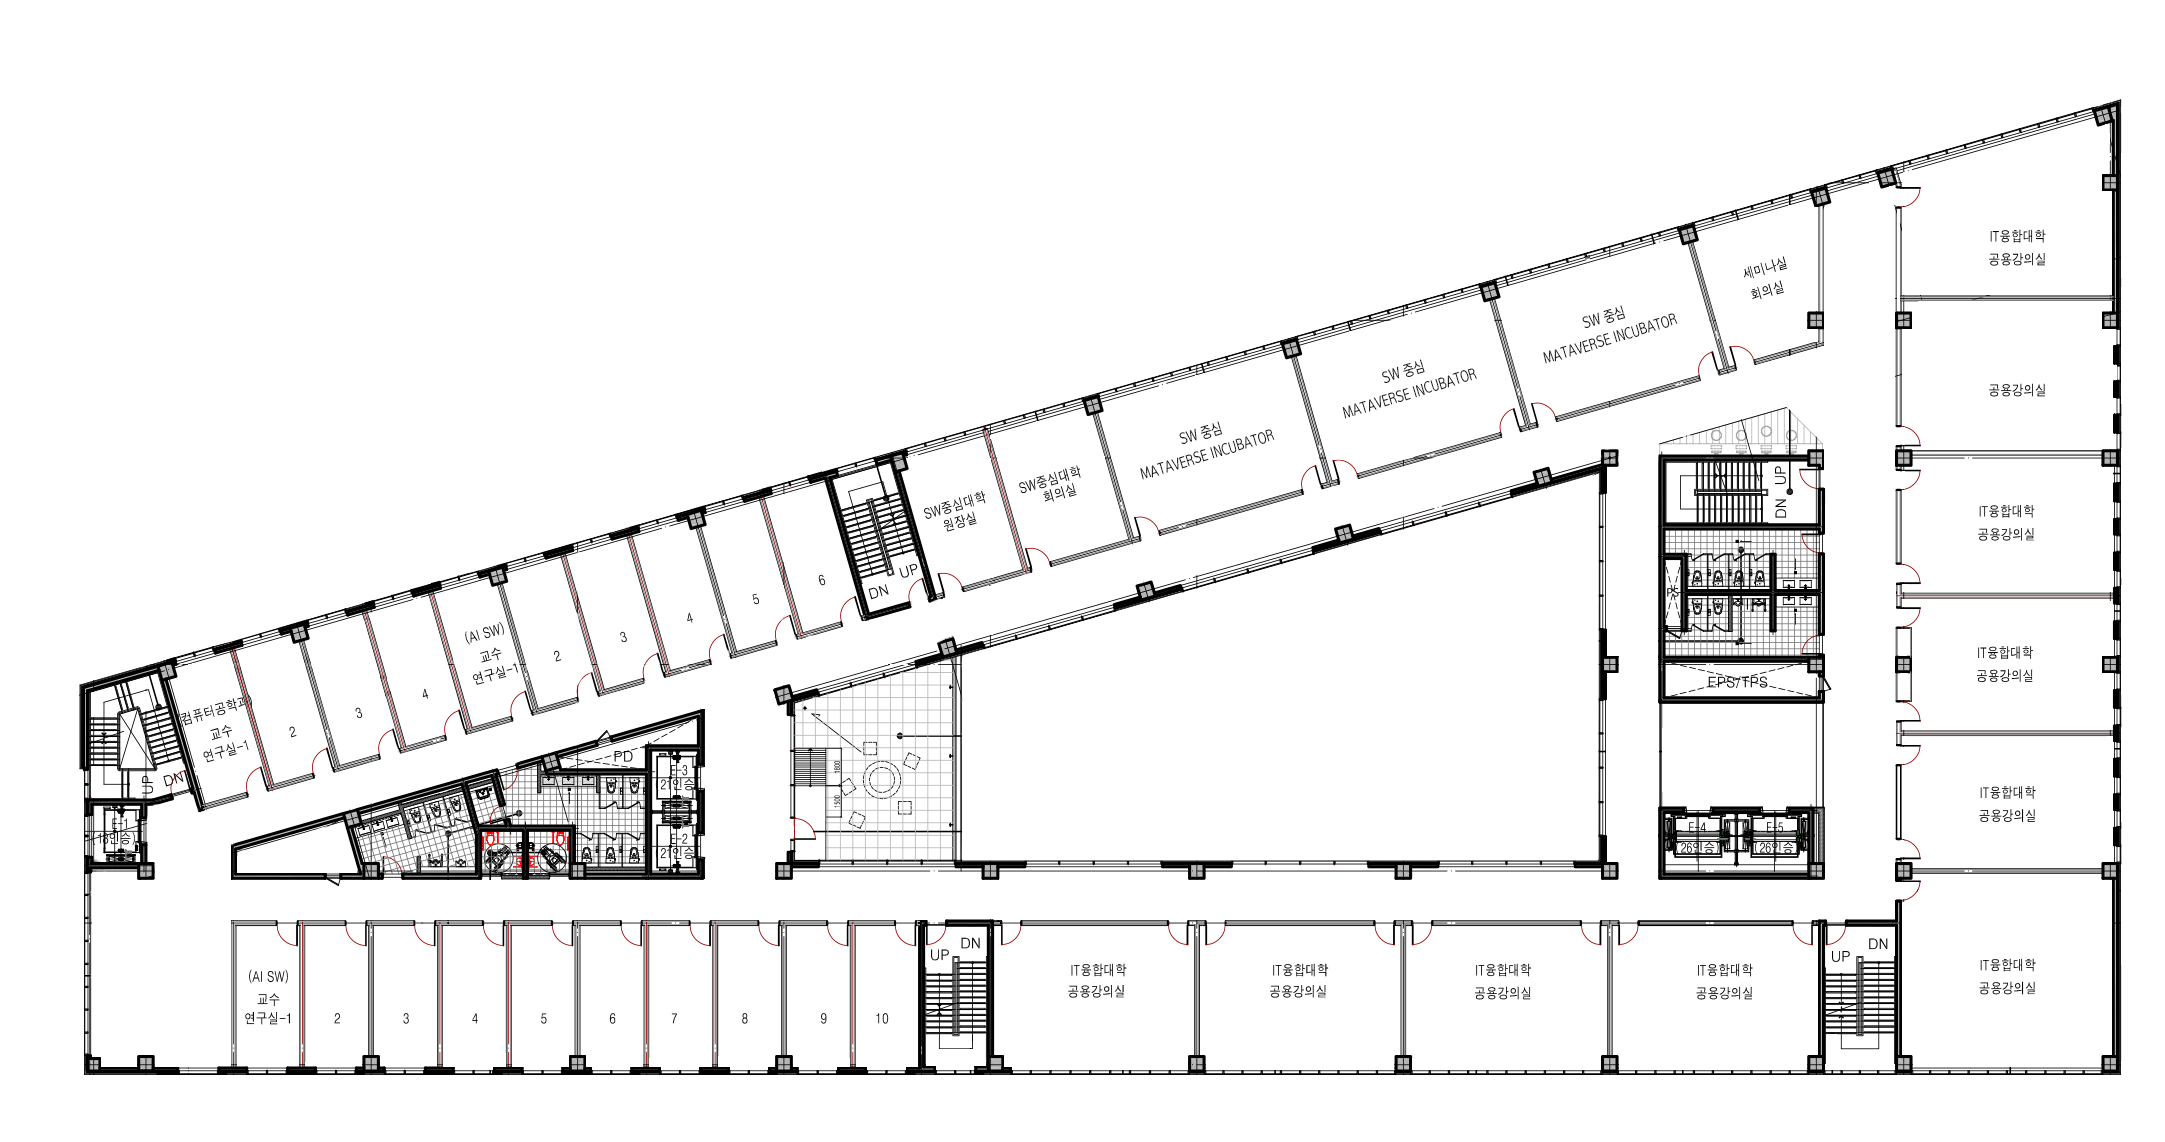 IT융합대학
공용강의실
세미나실
회의실
SW 중심
MATAVERSE INCUBATOR
SW 중심
MATAVERSE INCUBATOR
공용강의실
SW 중심
MATAVERSE INCUBATOR
SW중심대학
회의실
SW중심대학
원장실
UP
DN
IT융합대학
공용강의실
DN
UP
6
5
4
3
2
(AI SW)
교수
연구실-1
4
3
2
컴퓨터공학과
교수
연구실-1
DN
UP
PS
IT융합대학
공용강의실
EPS/TPS
PD
E-3
21인승
E-2
21인승
E-1
1800
1500
IT융합대학
공용강의실
E-4
26인승
E-5
26인승
(AI SW)
교수
연구실-1
2
3
4
5
6
7
8
9
10
UP
DN
IT융합대학
공용강의실
IT융합대학
공용강의실
IT융합대학
공용강의실
IT융합대학
공용강의실
UP
DN
IT융합대학
공용강의실